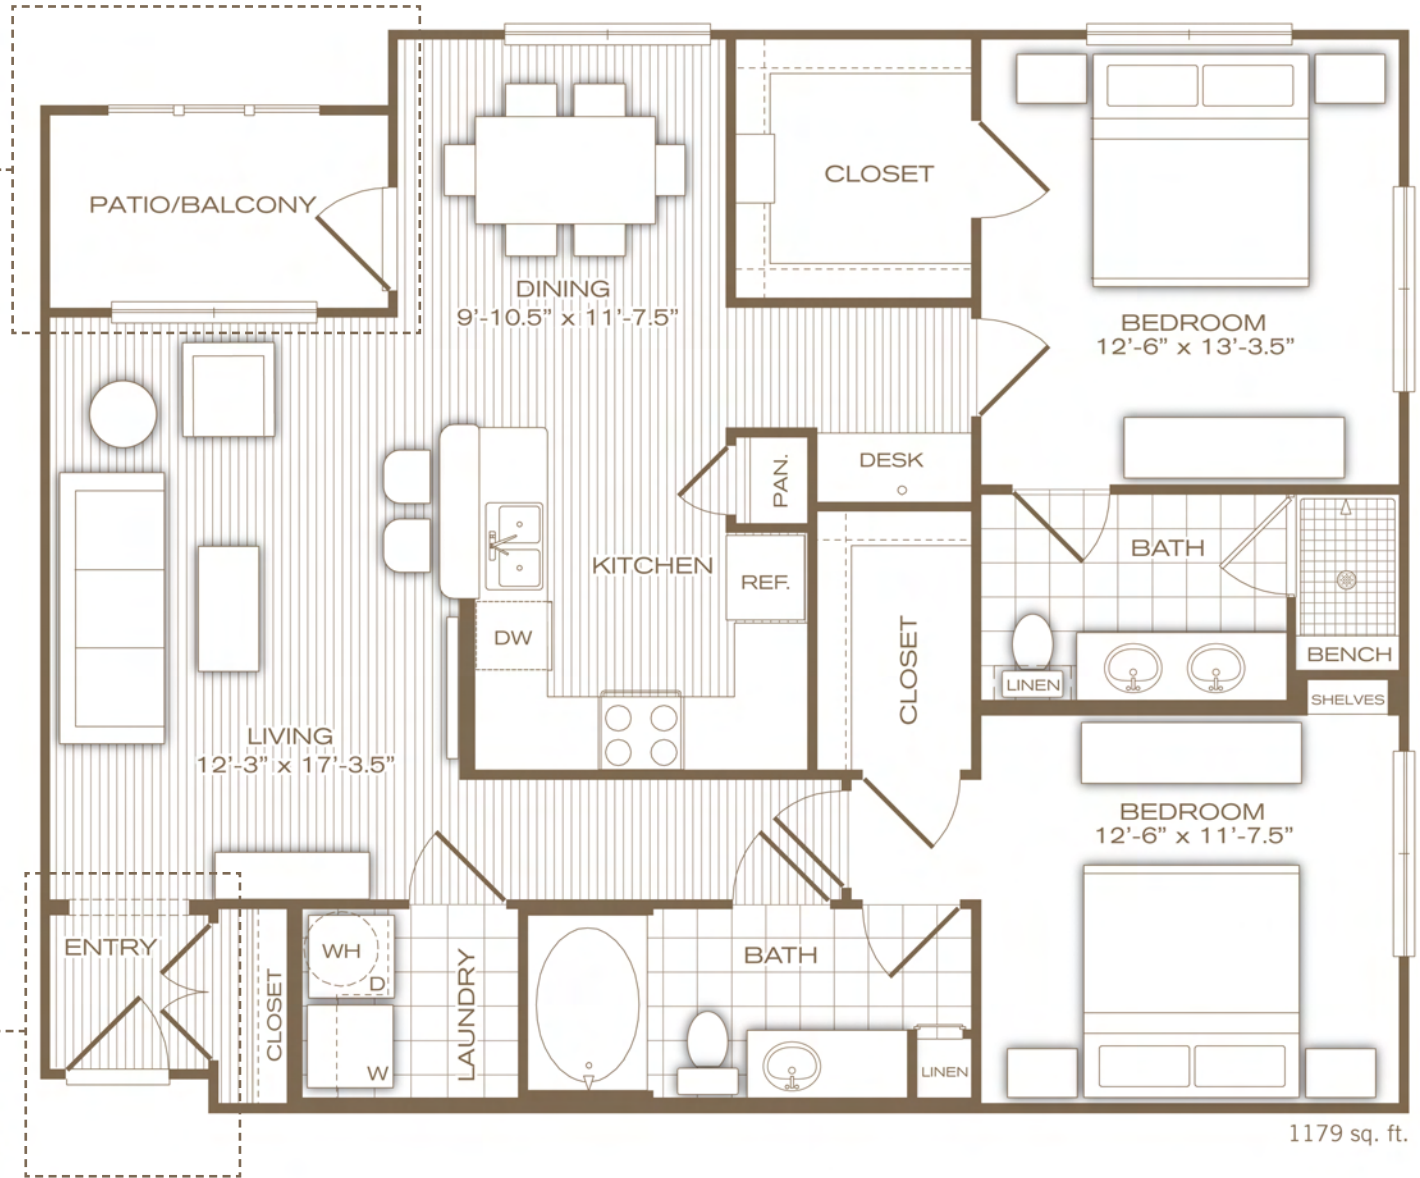 PATIO/BALCONY
CLOSET
DINING
9'-10.5" x 11'-7.5"
BEDROOM
12'-6" x 13'-3.5"
PAN.
DESK
KITCHEN
REF.
DW
BATH
LINEN
BENCH
SHELVES
CLOSET
LIVING
12'-3" x 17'-3.5"
BEDROOM
12'-6" x 11'-7.5"
ENTRY
CLOSET
WH
D
W
LAUNDRY
BATH
LINEN
1179 sq. ft.